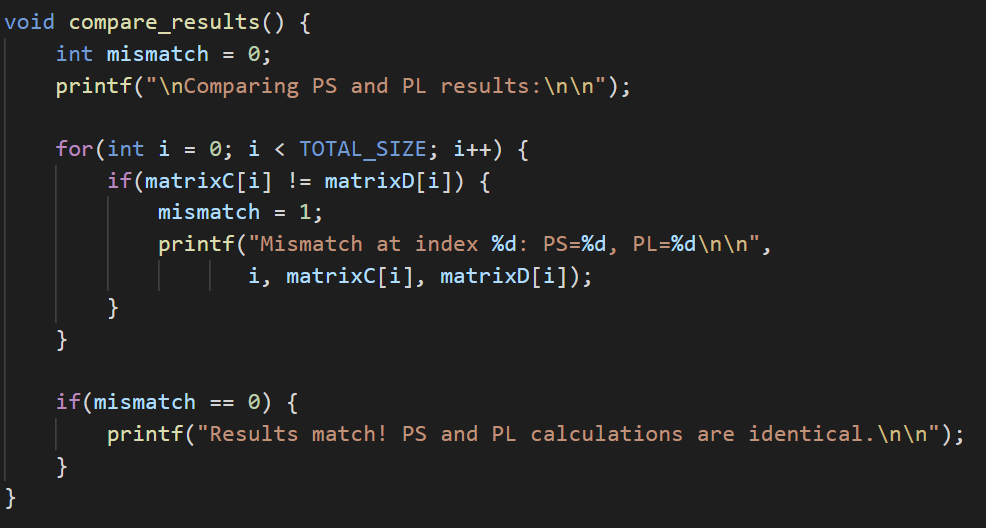 void compare_results() {
    int mismatch = 0;
    printf("\nComparing PS and PL results:\n\n");

    for(int i = 0; i < TOTAL_SIZE; i++) {
        if(matrixC[i] != matrixD[i]) {
            mismatch = 1;
            printf("Mismatch at index %d: PS=%d, PL=%d\n\n",
                   i, matrixC[i], matrixD[i]);
        }
    }

    if(mismatch == 0) {
        printf("Results match! PS and PL calculations are identical.\n\n");
    }
}